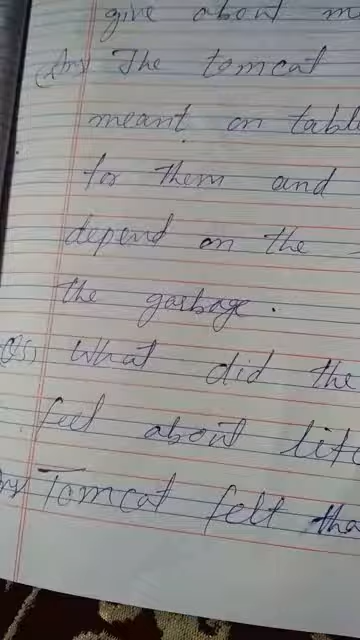 give about m
Ans) The tomcat
meant on table
for them and
depend on the
the garbage.
Q5) What did the
feel about life
Ans) Tomcat felt tha